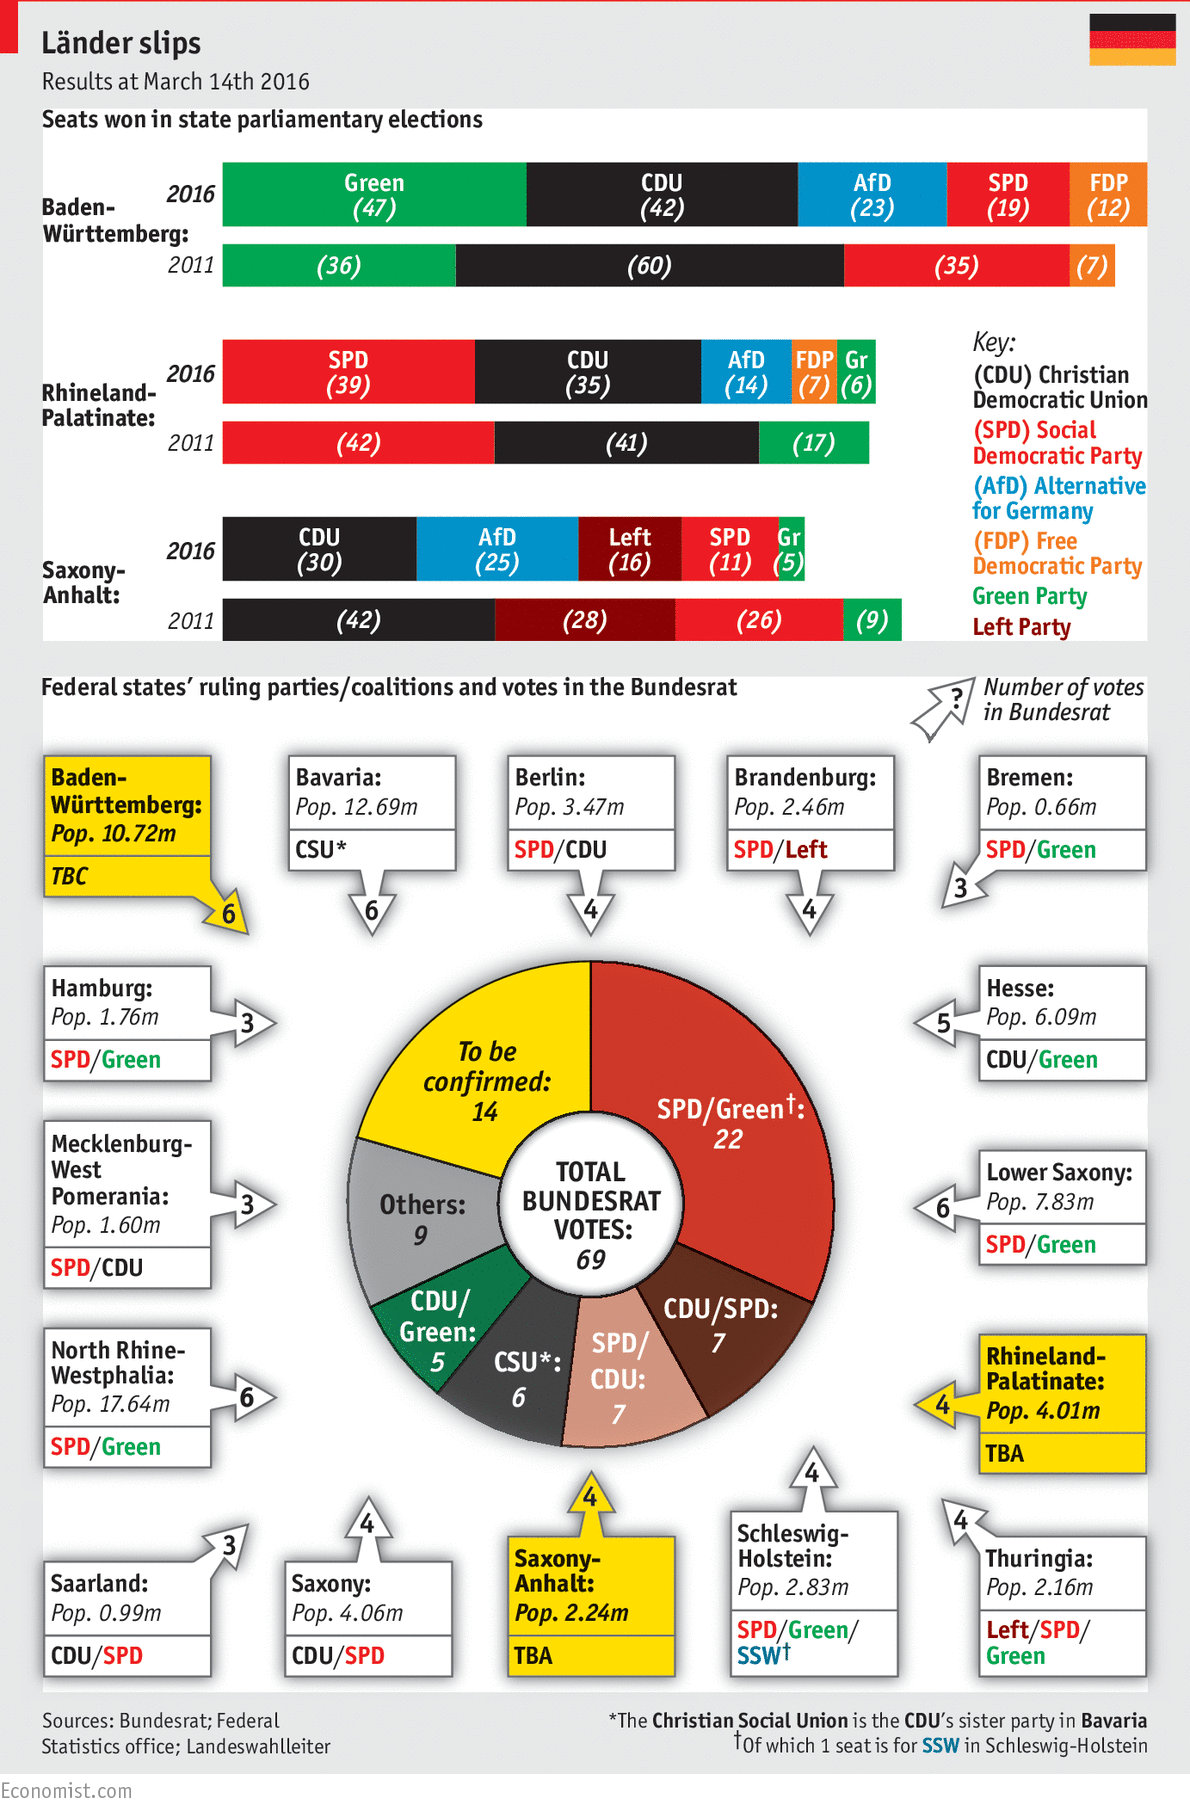 Länder slips
Results at March 14th 2016
Seats won in state parliamentary elections
Baden-
Württemberg:
2016
Green
(47)
CDU
(42)
AfD
(23)
SPD
(19)
FDP
(12)
2011
(36)
(60)
(35)
(7)
Rhineland-
Palatinate:
2016
SPD
(39)
CDU
(35)
AfD
(14)
FDP
(7)
Gr
(6)
2011
(42)
(41)
(17)
Saxony-
Anhalt:
2016
CDU
(30)
AfD
(25)
Left
(16)
SPD
(11)
Gr
(5)
2011
(42)
(28)
(26)
(9)
Key:
(CDU) Christian
Democratic Union
(SPD) Social
Democratic Party
(AfD) Alternative
for Germany
(FDP) Free
Democratic Party
Green Party
Left Party
Federal states' ruling parties/coalitions and votes in the Bundesrat
?
Number of votes
in Bundesrat
Baden-
Württemberg:
Pop. 10.72m
TBC
6
Bavaria:
Pop. 12.69m
CSU*
6
Berlin:
Pop. 3.47m
SPD/CDU
4
Brandenburg:
Pop. 2.46m
SPD/Left
4
Bremen:
Pop. 0.66m
SPD/Green
3
Hamburg:
Pop. 1.76m
SPD/Green
3
Hesse:
Pop. 6.09m
CDU/Green
5
Mecklenburg-
West
Pomerania:
Pop. 1.60m
SPD/CDU
3
Lower Saxony:
Pop. 7.83m
SPD/Green
6
North Rhine-
Westphalia:
Pop. 17.64m
SPD/Green
6
Rhineland-
Palatinate:
Pop. 4.01m
TBA
4
To be
confirmed:
14
SPD/Green†:
22
Others:
9
TOTAL
BUNDESRAT
VOTES:
69
CDU/
Green:
5
CSU*:
6
SPD/
CDU:
7
CDU/SPD:
7
Saarland:
Pop. 0.99m
CDU/SPD
3
Saxony:
Pop. 4.06m
CDU/SPD
4
Saxony-
Anhalt:
Pop. 2.24m
TBA
4
Schleswig-
Holstein:
Pop. 2.83m
SPD/Green/
SSW†
4
Thuringia:
Pop. 2.16m
Left/SPD/
Green
4
Sources: Bundesrat; Federal
Statistics office; Landeswahlleiter
*The Christian Social Union is the CDU's sister party in Bavaria
†Of which 1 seat is for SSW in Schleswig-Holstein
Economist.com